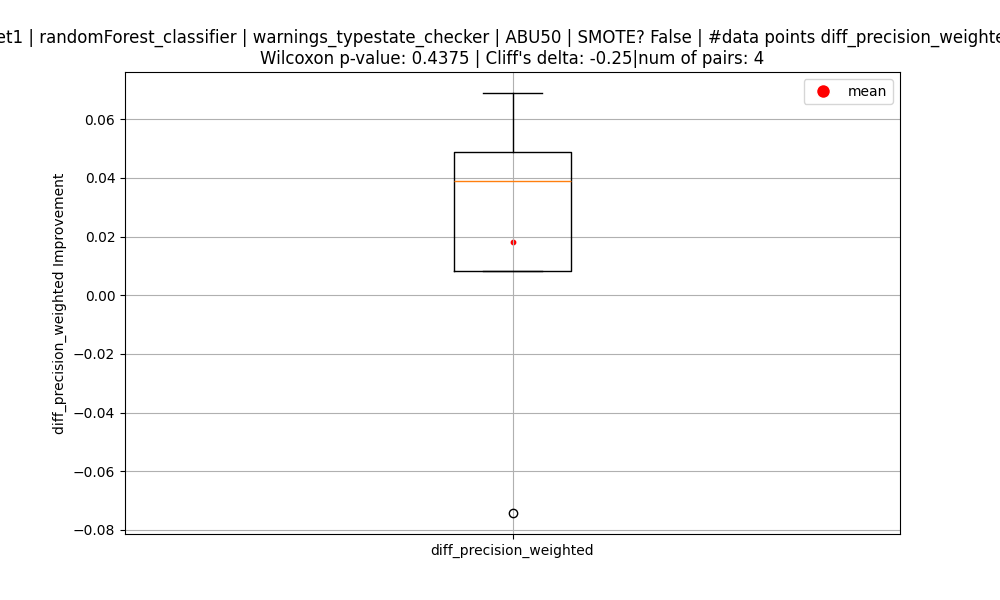 | randomForest_classifier | warnings_typestate_checker | ABU50 | SMOTE? False | #data points
Wilcoxon p-value: 0.4375 | Cliff's delta: -0.25|num of pairs: 4
mean
0.06
0.04
0.02
0.00
−0.02
−0.04
−0.06
−0.08
diff_precision_weighted Improvement
diff_precision_weighted